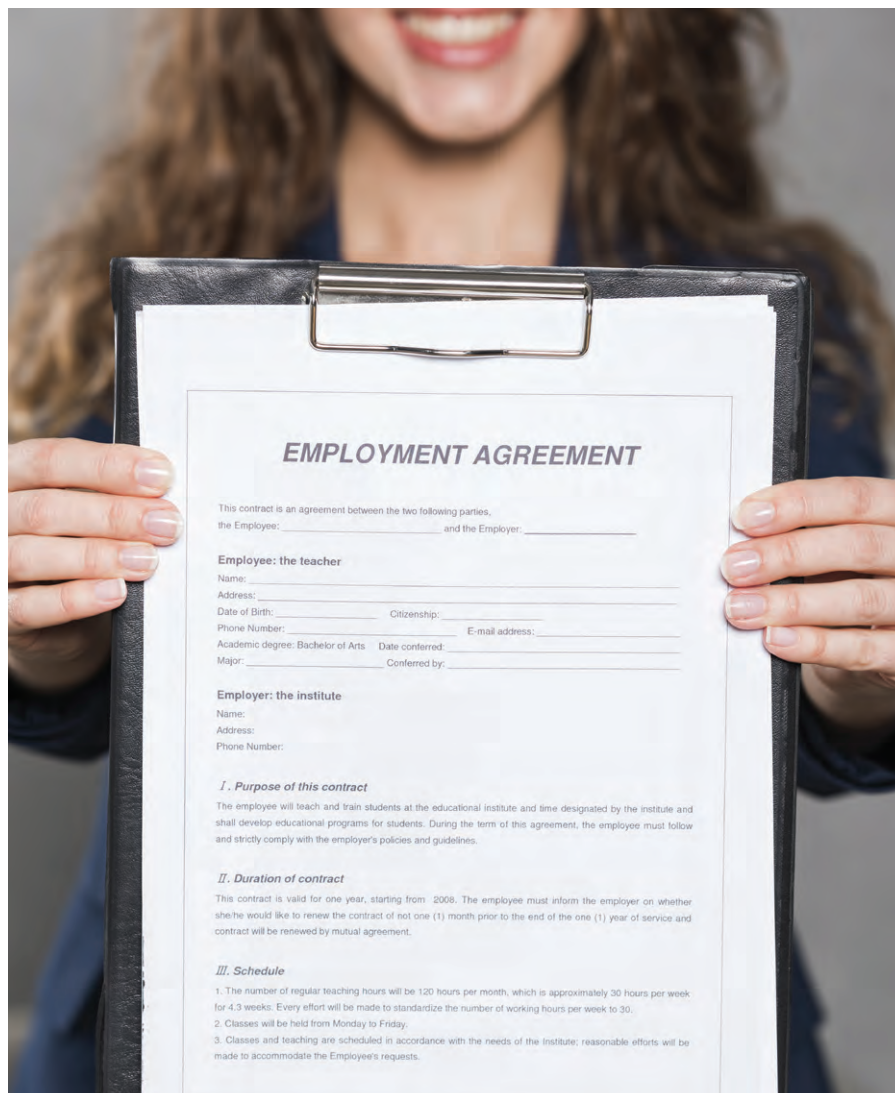 EMPLOYMENT AGREEMENT
This contract is an agreement between the two following parties,
the Employee: and the Employer:
Employee: the teacher
Name:
Address:
Date of Birth: Citizenship:
Phone Number: E-mail address:
Academic degree: Bachelor of Arts Date conferred:
Major: Conferred by:
Employer: the institute
Name:
Address:
Phone Number:
Ⅰ. Purpose of this contract
The employee will teach and train students at the educational institute and time designated by the institute and
shall develop educational programs for students. During the term of this agreement, the employee must follow
and strictly comply with the employer's policies and guidelines.
Ⅱ. Duration of contract
This contract is valid for one year, starting from 2008. The employee must inform the employer on whether
she/he would like to renew the contract of not one (1) month prior to the end of the one (1) year of service and
contract will be renewed by mutual agreement.
Ⅲ. Schedule
1. The number of regular teaching hours will be 120 hours per month, which is approximately 30 hours per week
for 4.3 weeks. Every effort will be made to standardize the number of working hours per week to 30.
2. Classes will be held from Monday to Friday.
3. Classes and teaching are scheduled in accordance with the needs of the Institute; reasonable efforts will be
made to accommodate the Employee's requests.